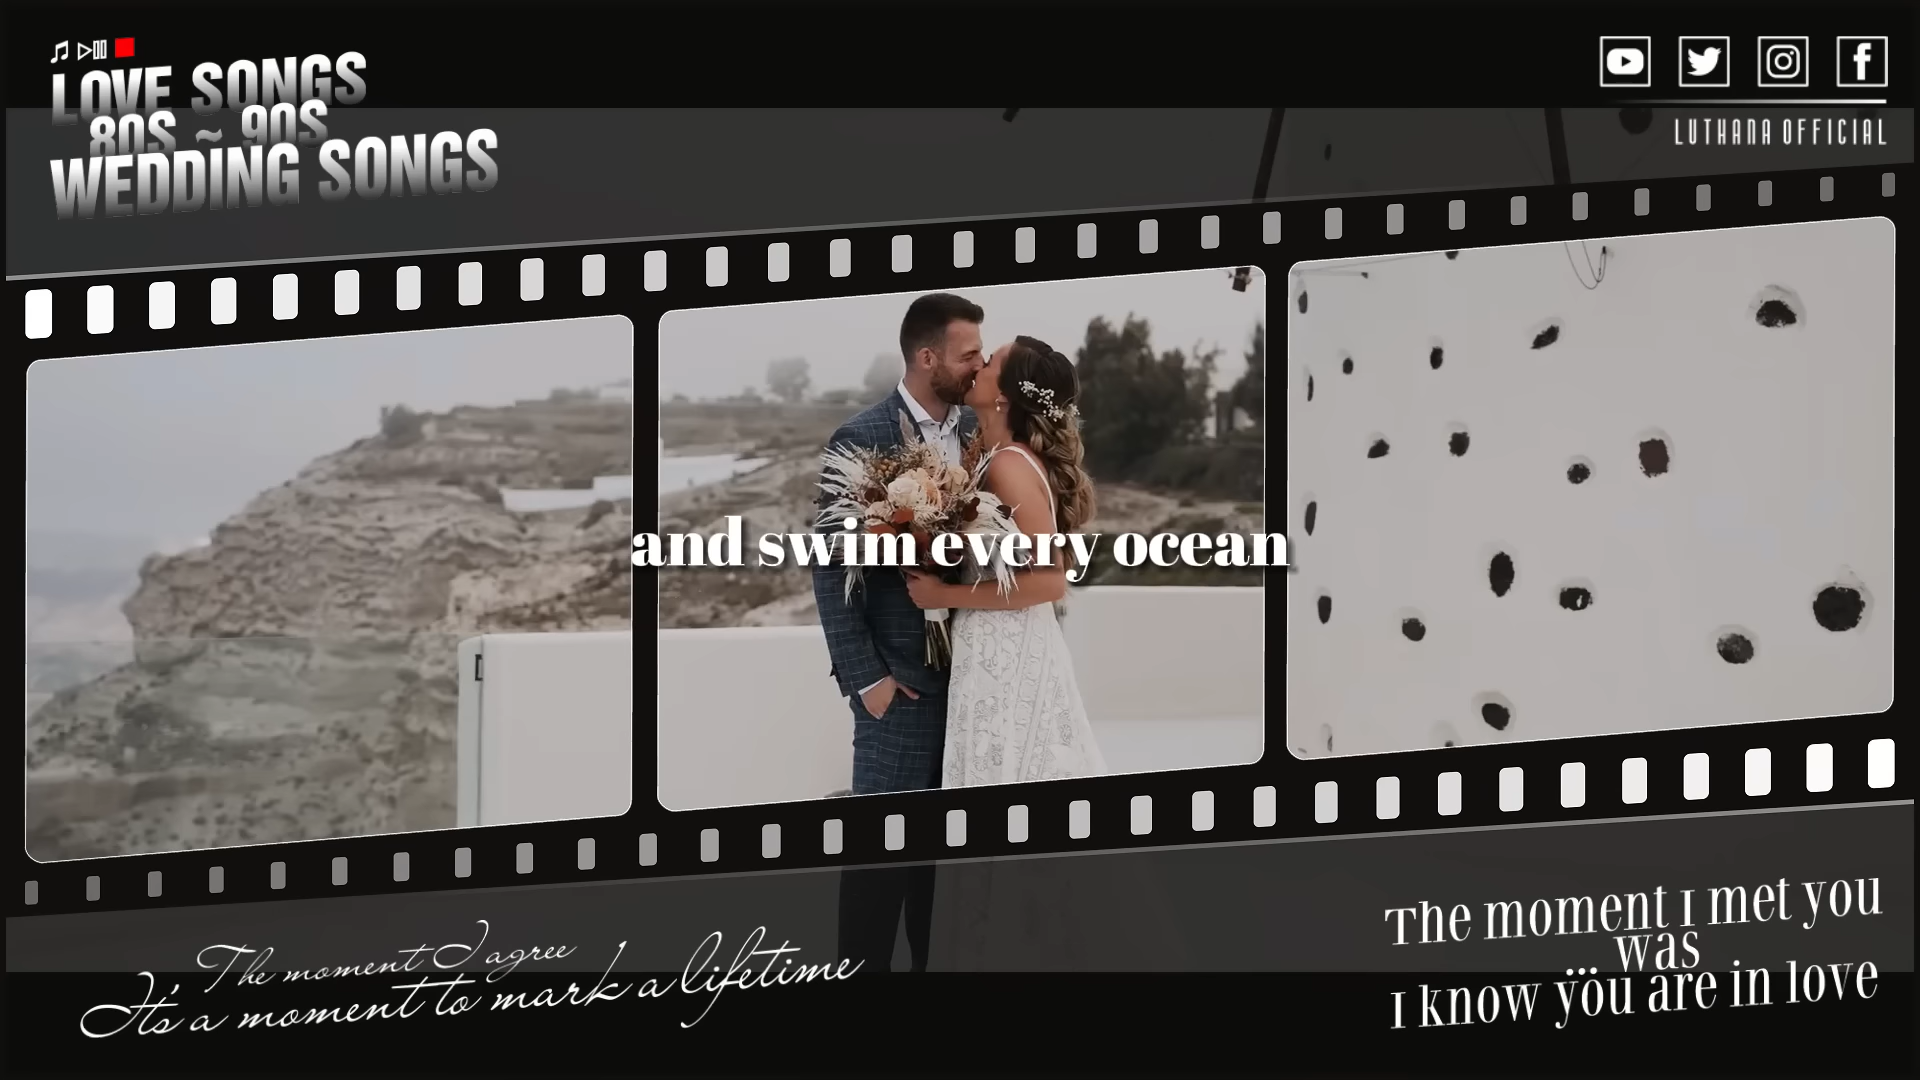 LOVE SONGS
80S ~ 90S
WEDDING SONGS
LUTHANA OFFICIAL
and swim every ocean
The moment I agree
It's a moment to mark a lifetime
The moment I met you
was
I know you are in love